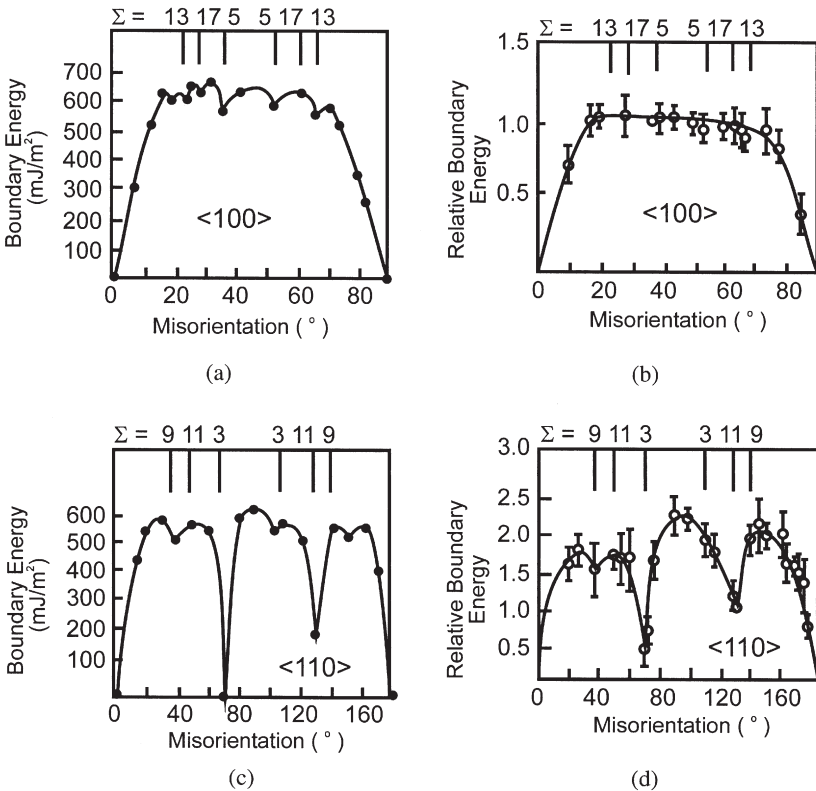 Σ = 13 17 5 5 17 13
Boundary Energy
(mJ/m²)
700
600
500
400
300
200
100
0 20 40 60 80
<100>
Misorientation ( ° )
(a)
Σ = 13 17 5 5 17 13
Relative Boundary
Energy
1.5
1.0
0.5
0 20 40 60 80
<100>
Misorientation ( ° )
(b)
Σ = 9 11 3 3 11 9
Boundary Energy
(mJ/m²)
600
500
400
300
200
100
0 40 80 120 160
<110>
Misorientation ( ° )
(c)
Σ = 9 11 3 3 11 9
Relative Boundary
Energy
3.0
2.5
2.0
1.5
1.0
0.5
0 40 80 120 160
<110>
Misorientation ( ° )
(d)